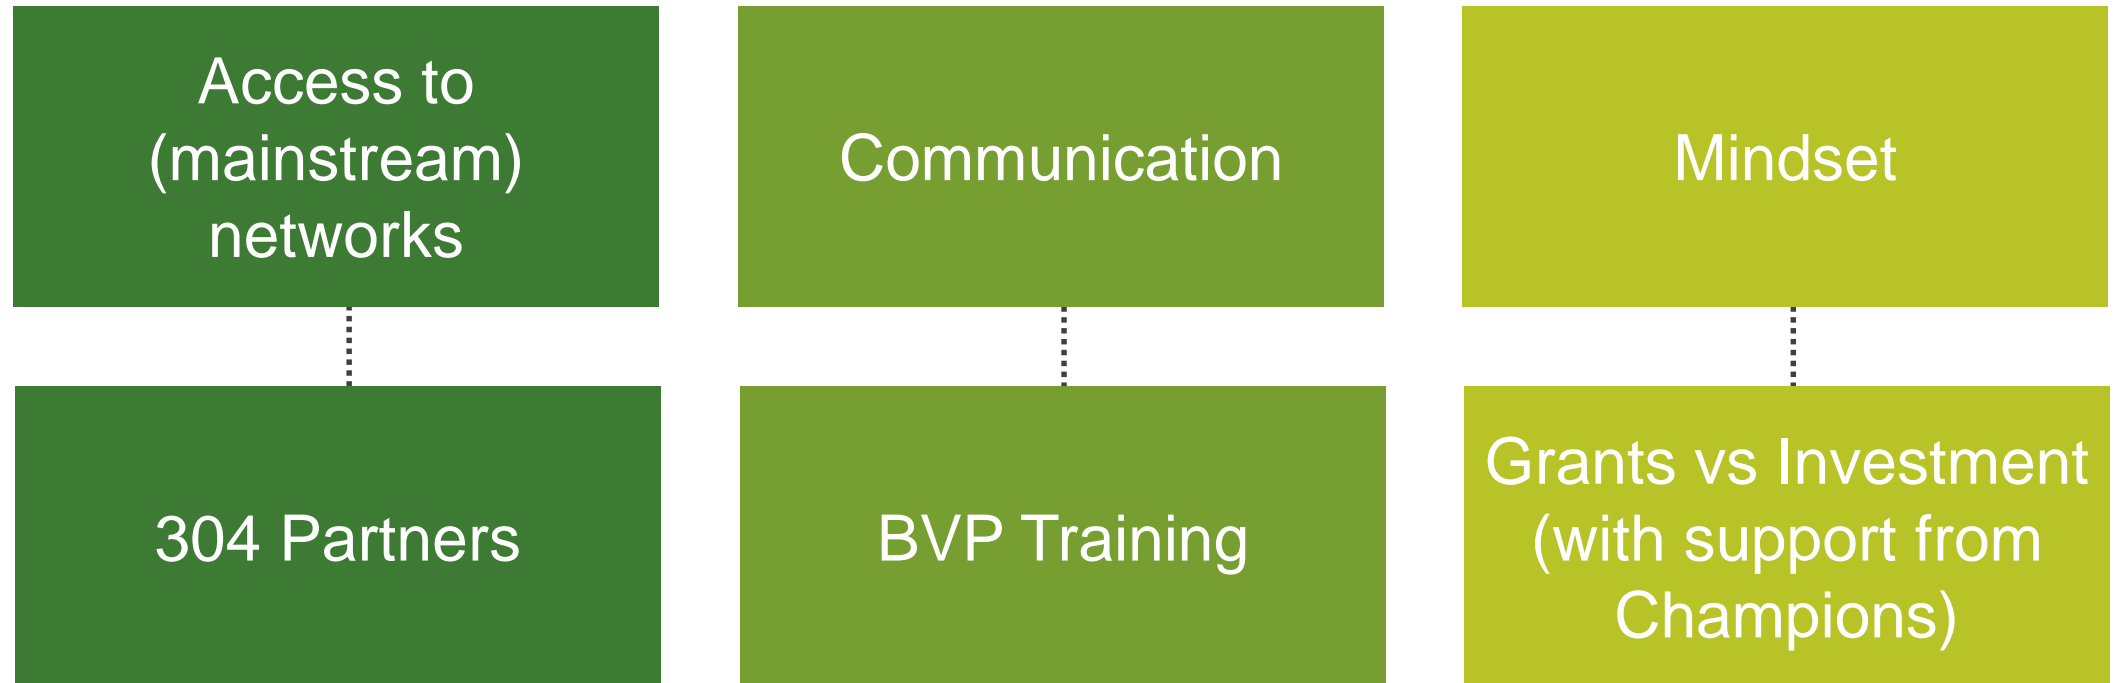 Access to
(mainstream)
networks
Communication
Mindset
304 Partners
BVP Training
Grants vs Investment
(with support from
Champions)